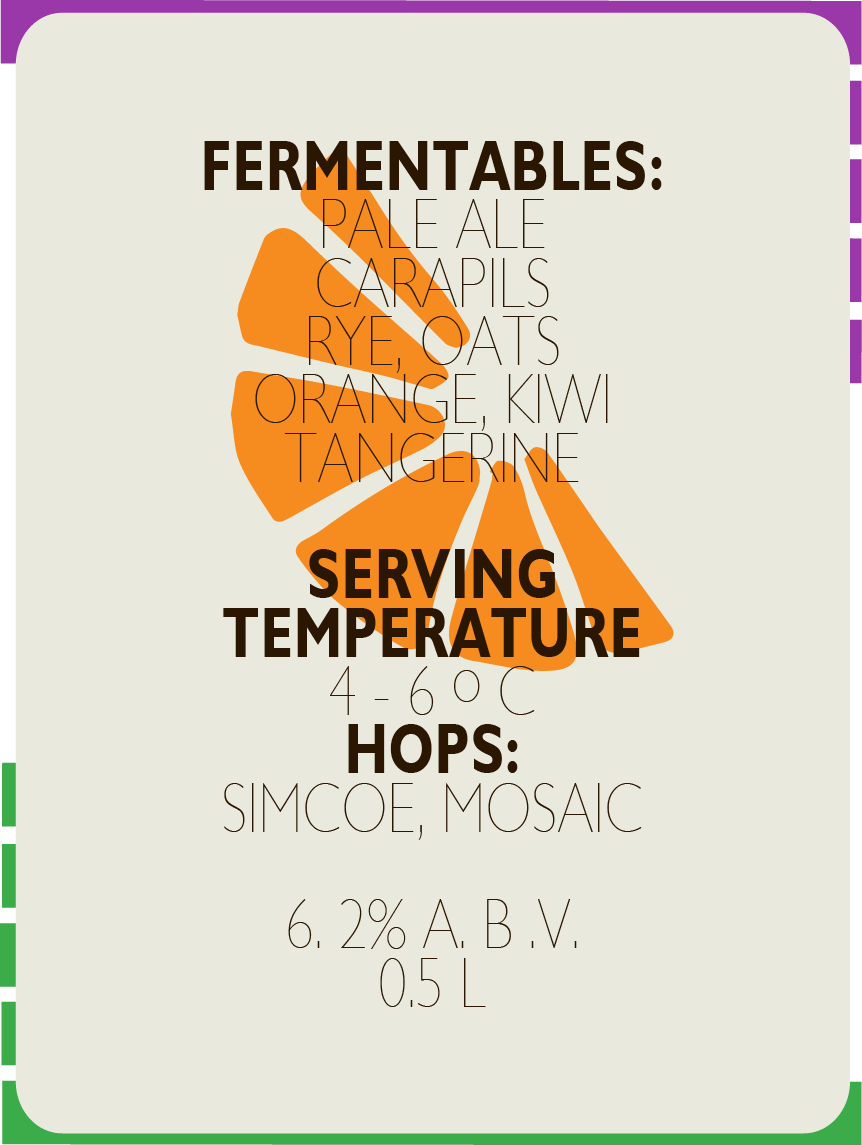 FERMENTABLES:
PALE ALE
CARAPILS
RYE, OATS
ORANGE, KIWI
TANGERINE
SERVING
TEMPERATURE
4 - 6 º C
HOPS:
SIMCOE, MOSAIC
6. 2% A. B .V.
0.5 L